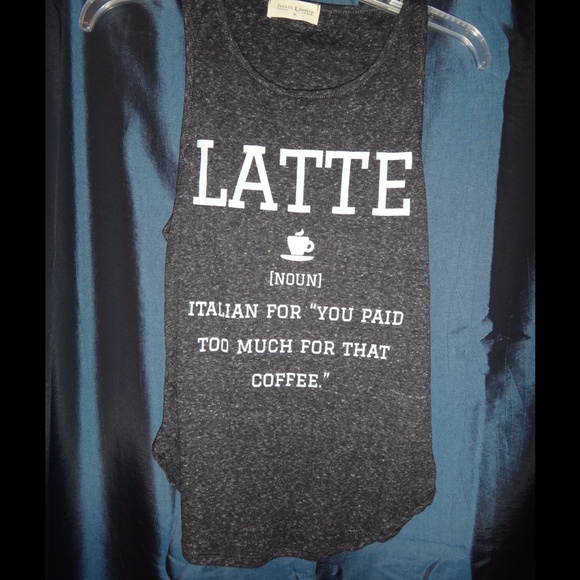 LATTE
[NOUN]
ITALIAN FOR "YOU PAID
TOO MUCH FOR THAT
COFFEE."